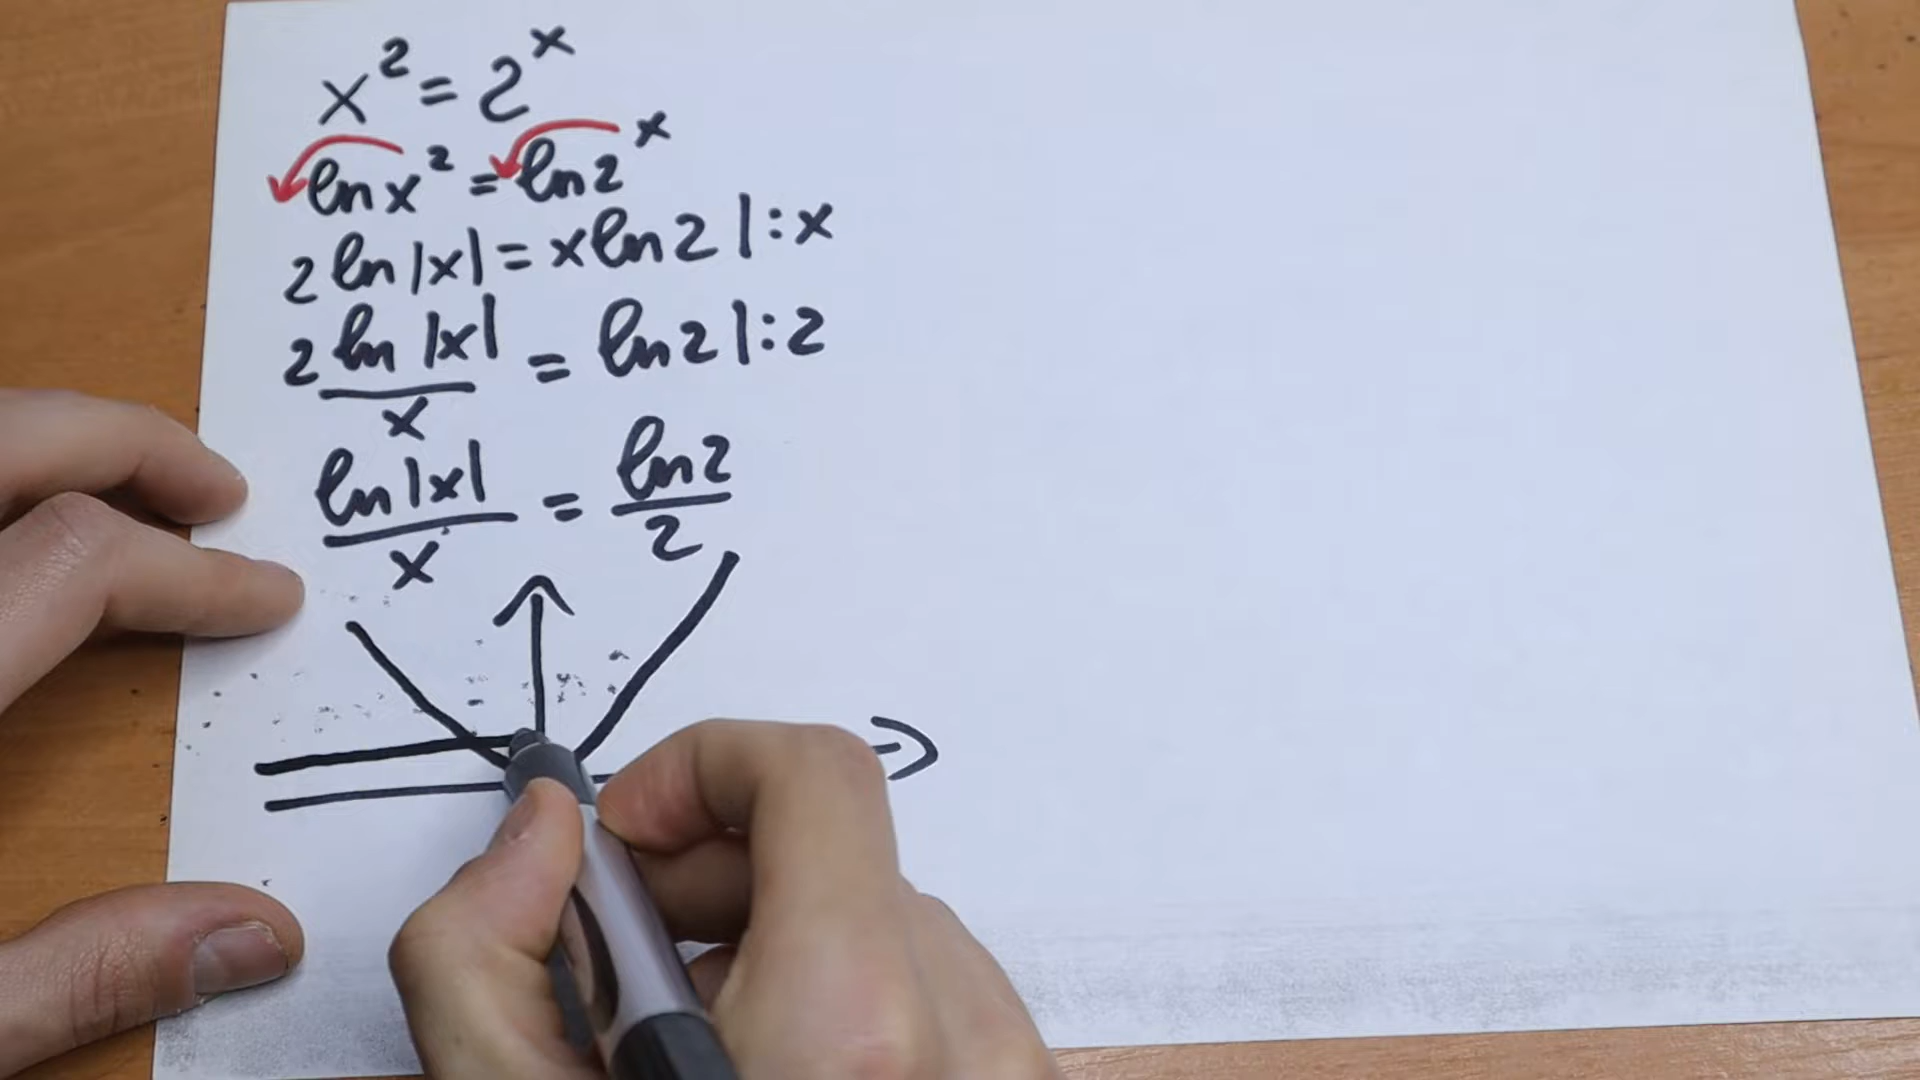 x² = 2ˣ
ln x² = ln 2ˣ
2 ln |x| = x ln 2 | : x
2 ln |x| / x = ln 2 | : 2
ln |x| / x = ln 2 / 2